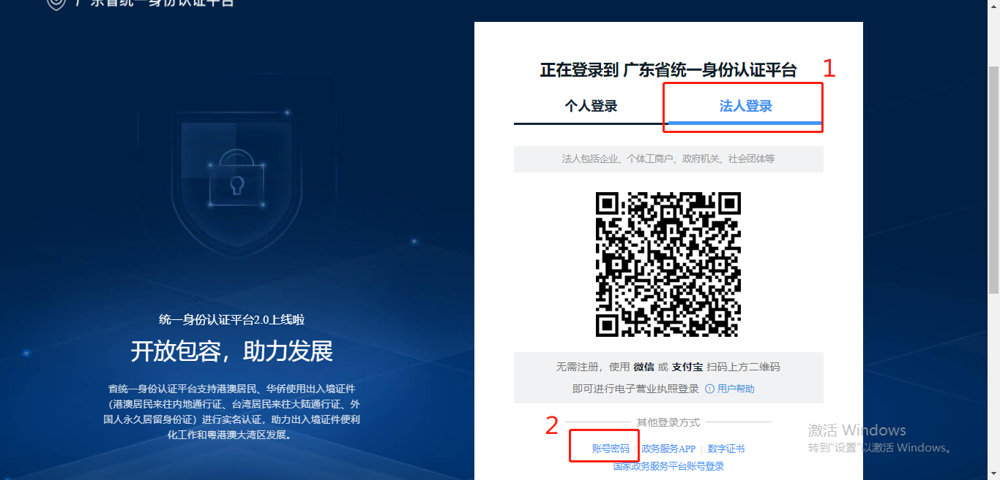 广东省统一身份认证平台
正在登录到 广东省统一身份认证平台
1
个人登录
法人登录
法人包括企业、个体工商户、政府机关、社会团体等
统一身份认证平台2.0上线啦
开放包容，助力发展
省统一身份认证平台支持港澳居民、华侨使用出入境证件
（港澳居民来往内地通行证、台湾居民来往大陆通行证、外
国人永久居留身份证）进行实名认证，助力出入境证件便利
化工作和粤港澳大湾区发展。
无需注册，使用 微信 或 支付宝 扫码上方二维码
即可进行电子营业执照登录 用户帮助
2
其他登录方式
账号密码 | 政务服务APP | 数字证书
国家政务服务平台账号登录
激活 Windows
转到"设置"以激活 Windows。